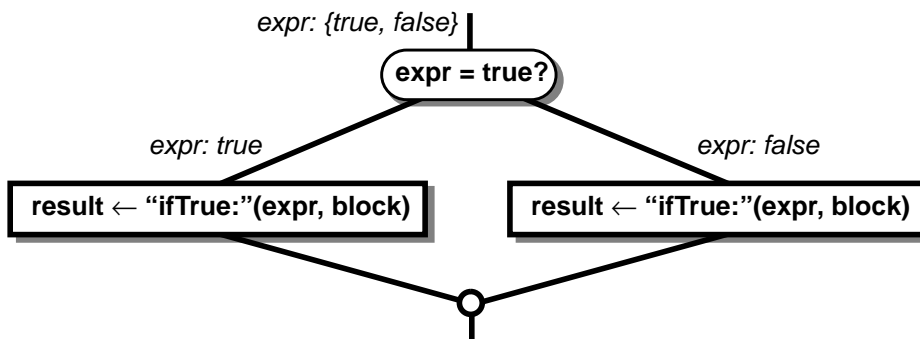 expr: {true, false}
expr = true?
expr: true
expr: false
result ← “ifTrue:”(expr, block)
result ← “ifTrue:”(expr, block)